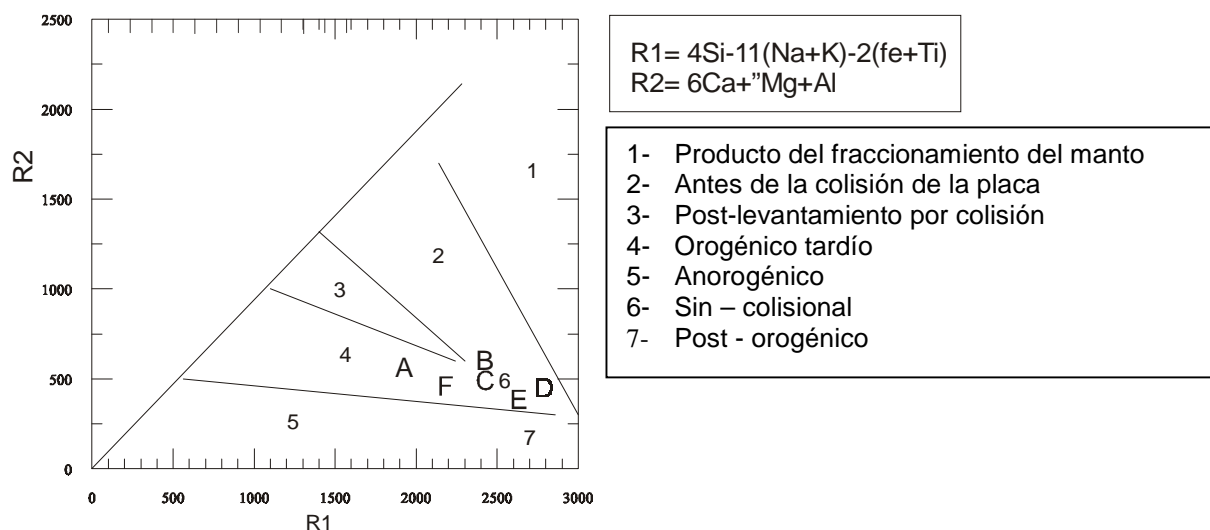 2500
2000
1500
1000
500
0
R2
1
2
3
4
5
6
7
A
B
C
D
E
F
0 500 1000 1500 2000 2500 3000
R1
R1= 4Si-11(Na+K)-2(fe+Ti)
R2= 6Ca+”Mg+Al
1- Producto del fraccionamiento del manto
2- Antes de la colisión de la placa
3- Post-levantamiento por colisión
4- Orogénico tardío
5- Anorogénico
6- Sin – colisional
7- Post - orogénico